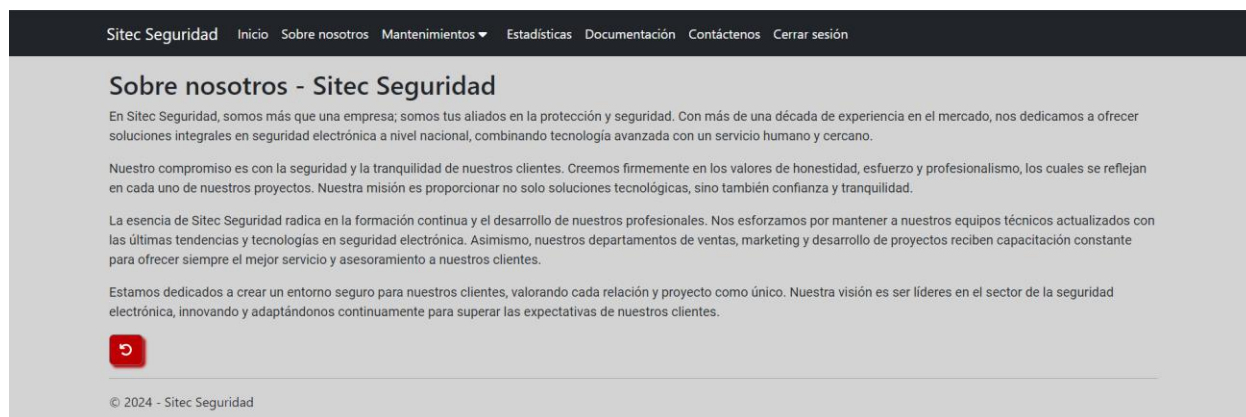 Sitec Seguridad Inicio Sobre nosotros Mantenimientos Estadísticas Documentación Contáctenos Cerrar sesión
Sobre nosotros - Sitec Seguridad
En Sitec Seguridad, somos más que una empresa; somos tus aliados en la protección y seguridad. Con más de una década de experiencia en el mercado, nos dedicamos a ofrecer
soluciones integrales en seguridad electrónica a nivel nacional, combinando tecnología avanzada con un servicio humano y cercano.
Nuestro compromiso es con la seguridad y la tranquilidad de nuestros clientes. Creemos firmemente en los valores de honestidad, esfuerzo y profesionalismo, los cuales se reflejan
en cada uno de nuestros proyectos. Nuestra misión es proporcionar no solo soluciones tecnológicas, sino también confianza y tranquilidad.
La esencia de Sitec Seguridad radica en la formación continua y el desarrollo de nuestros profesionales. Nos esforzamos por mantener a nuestros equipos técnicos actualizados con
las últimas tendencias y tecnologías en seguridad electrónica. Asimismo, nuestros departamentos de ventas, marketing y desarrollo de proyectos reciben capacitación constante
para ofrecer siempre el mejor servicio y asesoramiento a nuestros clientes.
Estamos dedicados a crear un entorno seguro para nuestros clientes, valorando cada relación y proyecto como único. Nuestra visión es ser líderes en el sector de la seguridad
electrónica, innovando y adaptándonos continuamente para superar las expectativas de nuestros clientes.
© 2024 - Sitec Seguridad